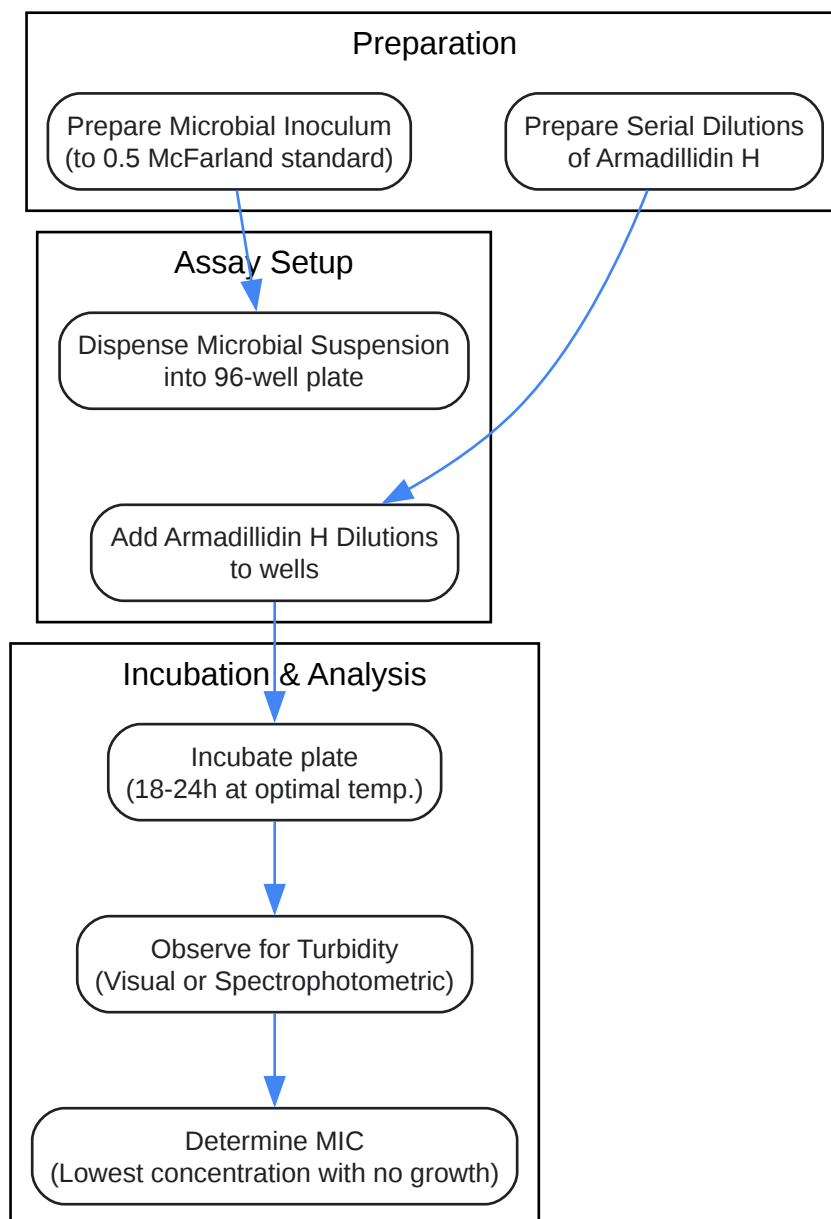 Preparation
Prepare Microbial Inoculum
(to 0.5 McFarland standard)
Prepare Serial Dilutions
of Armadillidin H
Assay Setup
Dispense Microbial Suspension
into 96-well plate
Add Armadillidin H Dilutions
to wells
Incubation & Analysis
Incubate plate
(18-24h at optimal temp.)
Observe for Turbidity
(Visual or Spectrophotometric)
Determine MIC
(Lowest concentration with no growth)